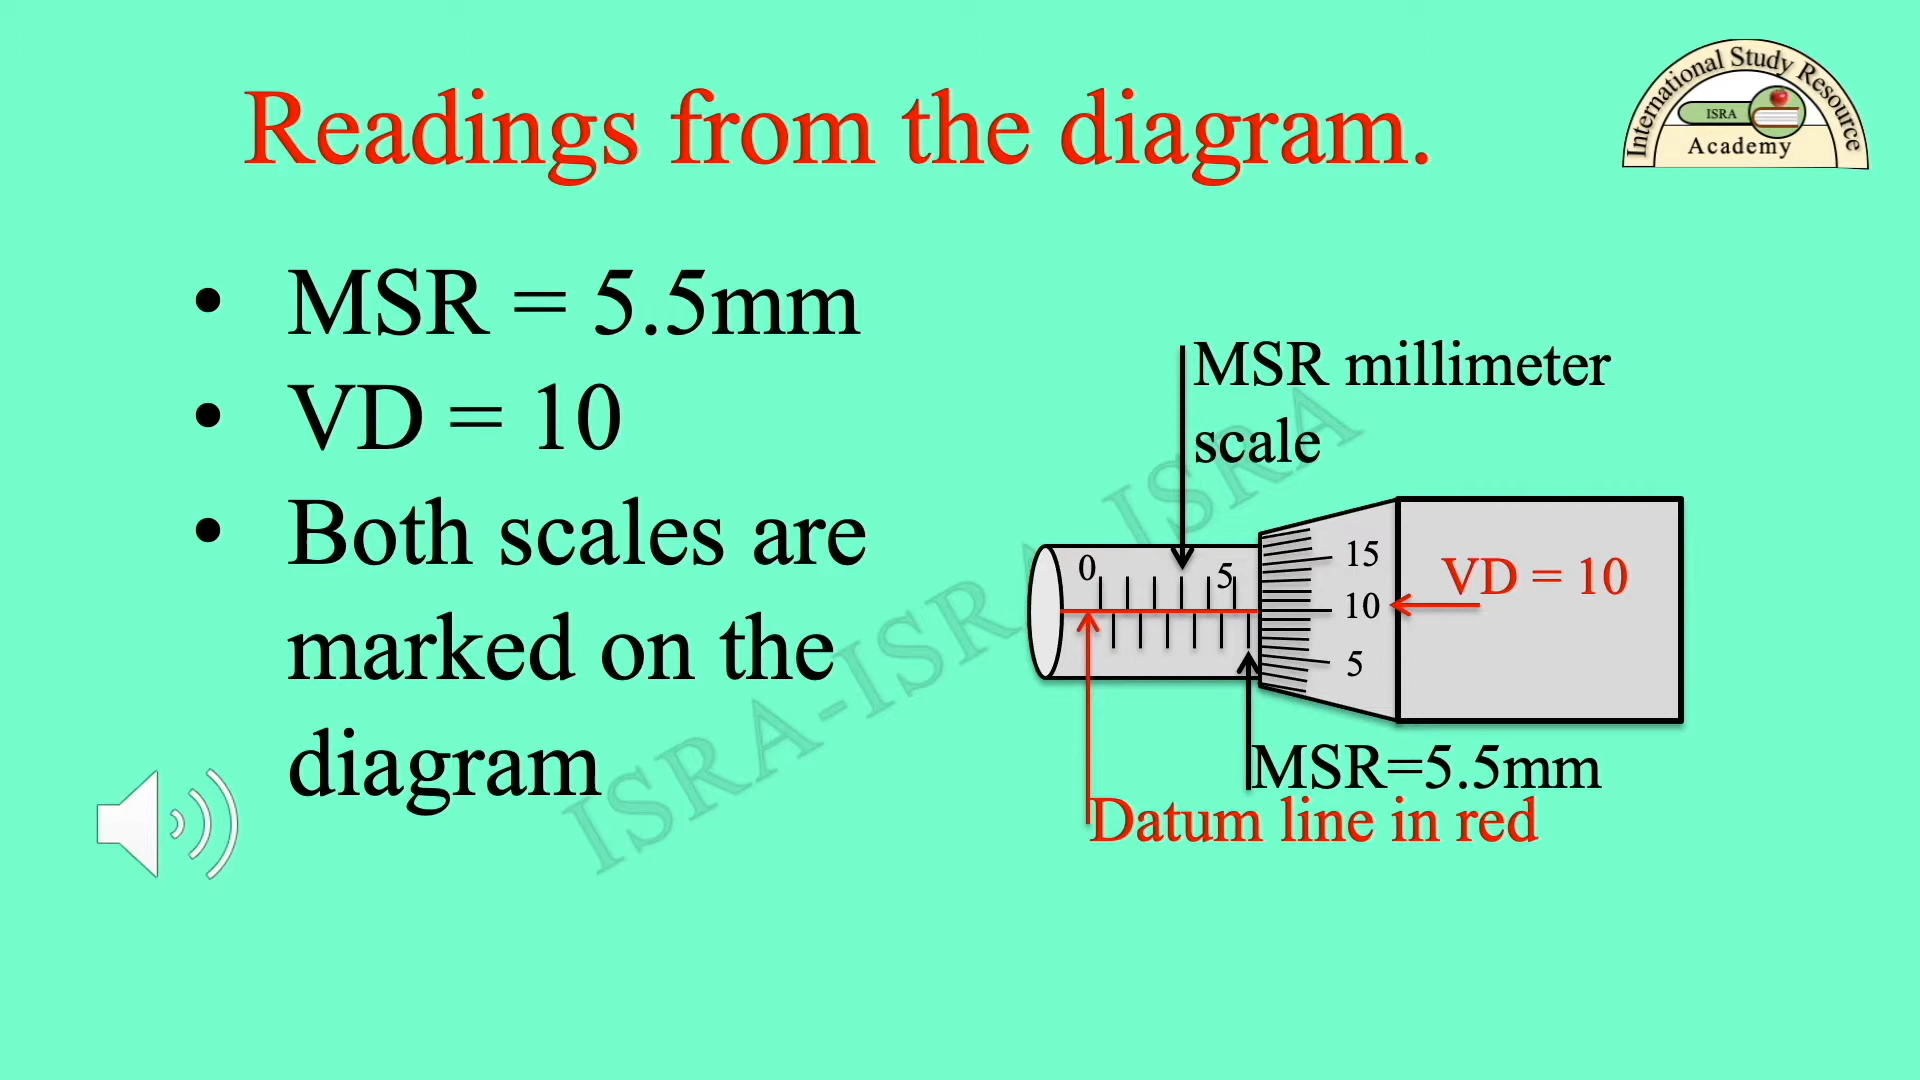 Readings from the diagram.
International Study Resource
ISRA
Academy
• MSR = 5.5mm
• VD = 10
• Both scales are
marked on the
diagram
MSR millimeter
scale
0
5
15
10
5
VD = 10
MSR=5.5mm
Datum line in red
ISRA-ISRA-ISRA